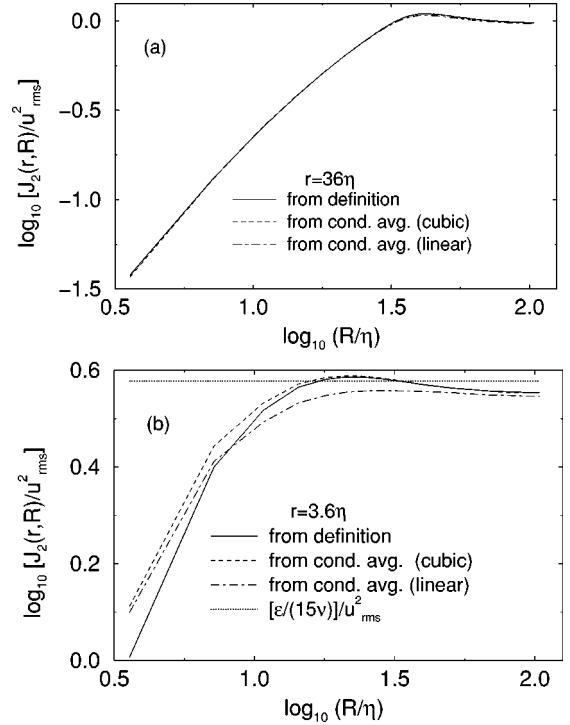 0.0
−0.5
−1.0
−1.5
log₁₀ [J₂(r,R)/u²rms]
(a)
r=36η
from definition
from cond. avg. (cubic)
from cond. avg. (linear)
0.5 1.0 1.5 2.0
log₁₀ (R/η)
0.6
0.4
0.2
0.0
log₁₀ [J₂(r,R)/u²rms]
(b)
r=3.6η
from definition
from cond. avg. (cubic)
from cond. avg. (linear)
[ε/(15ν)]/u²rms
0.5 1.0 1.5 2.0
log₁₀ (R/η)